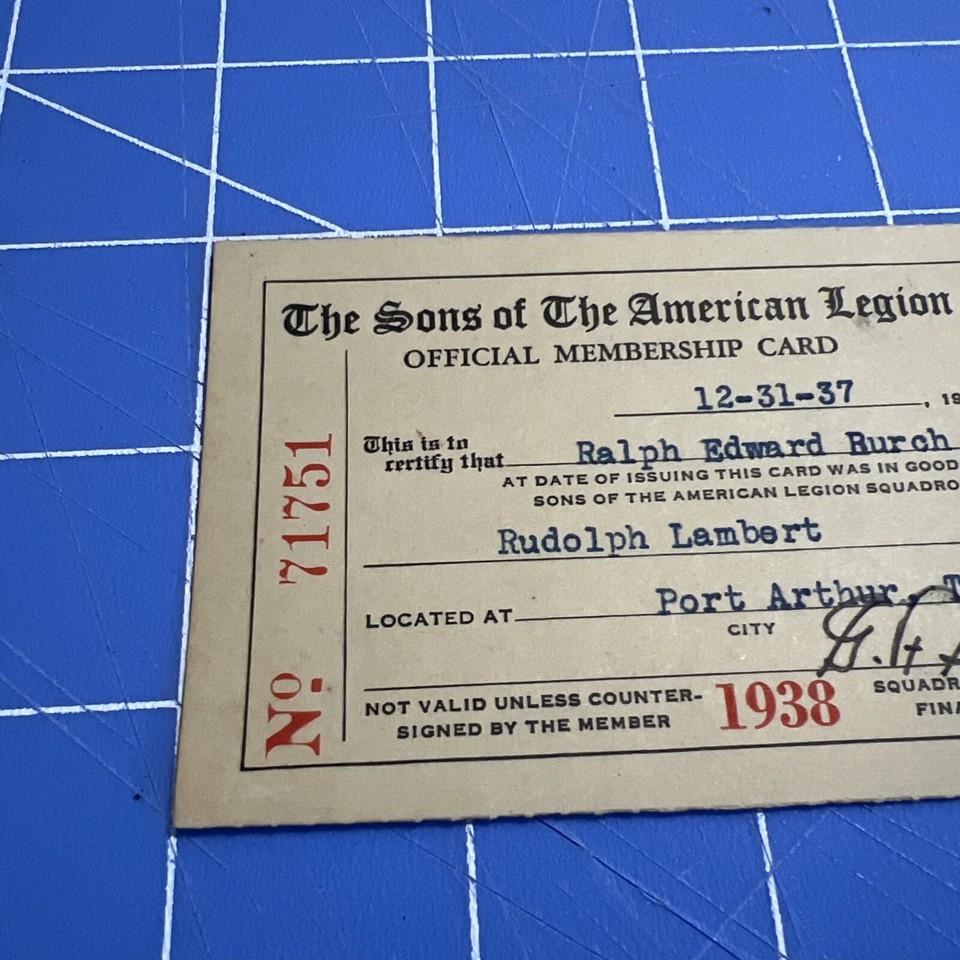 The Sons of The American Legion
OFFICIAL MEMBERSHIP CARD
12-31-37, 19
This is to
certify that Ralph Edward Burch
AT DATE OF ISSUING THIS CARD WAS IN GOOD
SONS OF THE AMERICAN LEGION SQUADRO
Rudolph Lambert
LOCATED AT Port Arthur, T
CITY
NOT VALID UNLESS COUNTER-
SIGNED BY THE MEMBER
1938
SQUADR
FINA
No 71751